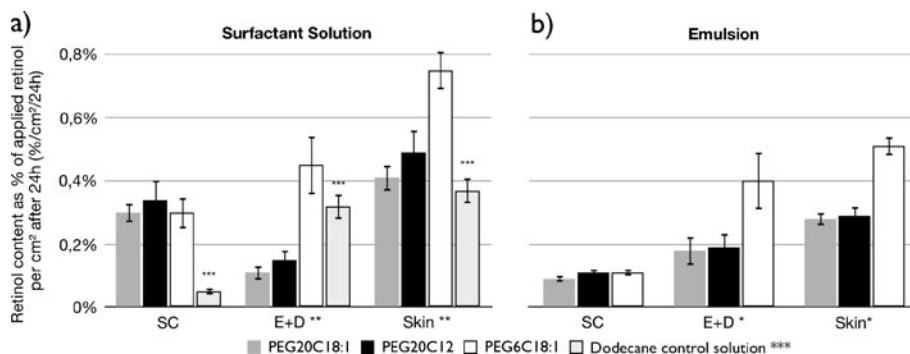 a)
Surfactant Solution
Retinol content as % of applied retinol
per cm² after 24h (%/cm²/24h)
0,8%
0,6%
0,4%
0,2%
0%
***
***
***
SC
E+D **
Skin **
b)
Emulsion
SC
E+D *
Skin*
PEG20C18:1 PEG20C12 PEG6C18:1 Dodecane control solution ***